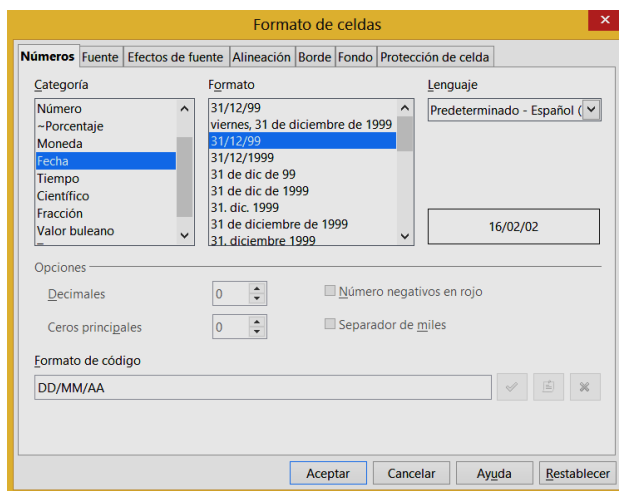 Formato de celdas
Números Fuente Efectos de fuente Alineación Borde Fondo Protección de celda
Categoría
Número
~Porcentaje
Moneda
Fecha
Tiempo
Científico
Fracción
Valor buleano
Formato
31/12/99
viernes, 31 de diciembre de 1999
31/12/99
31/12/1999
31 de dic de 99
31 de dic de 1999
31. dic. 1999
31 de diciembre de 1999
31. diciembre 1999
Lenguaje
Predeterminado - Español (
16/02/02
Opciones
Decimales 0
Ceros principales 0
Número negativos en rojo
Separador de miles
Formato de código
DD/MM/AA
Aceptar Cancelar Ayuda Restablecer